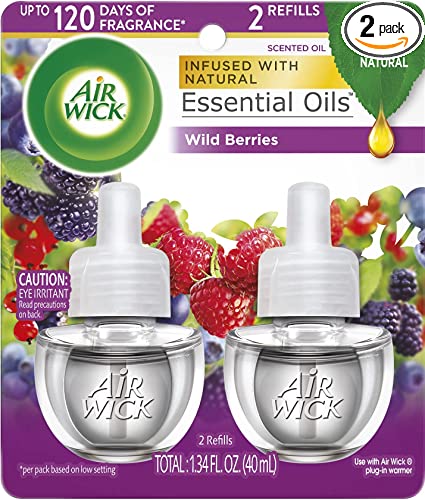 UP TO 120 DAYS OF FRAGRANCE*
2 REFILLS
2 pack
SCENTED OIL
NATURAL
AIR
WICK
INFUSED WITH
NATURAL
Essential Oils
Wild Berries
CAUTION:
EYE IRRITANT
Read precautions
on back.
AIR
WICK
AIR
WICK
2 Refills
*per pack based on low setting
TOTAL: 1.34 FL. OZ. (40 mL)
Use with Air Wick ®
plug-in warmer